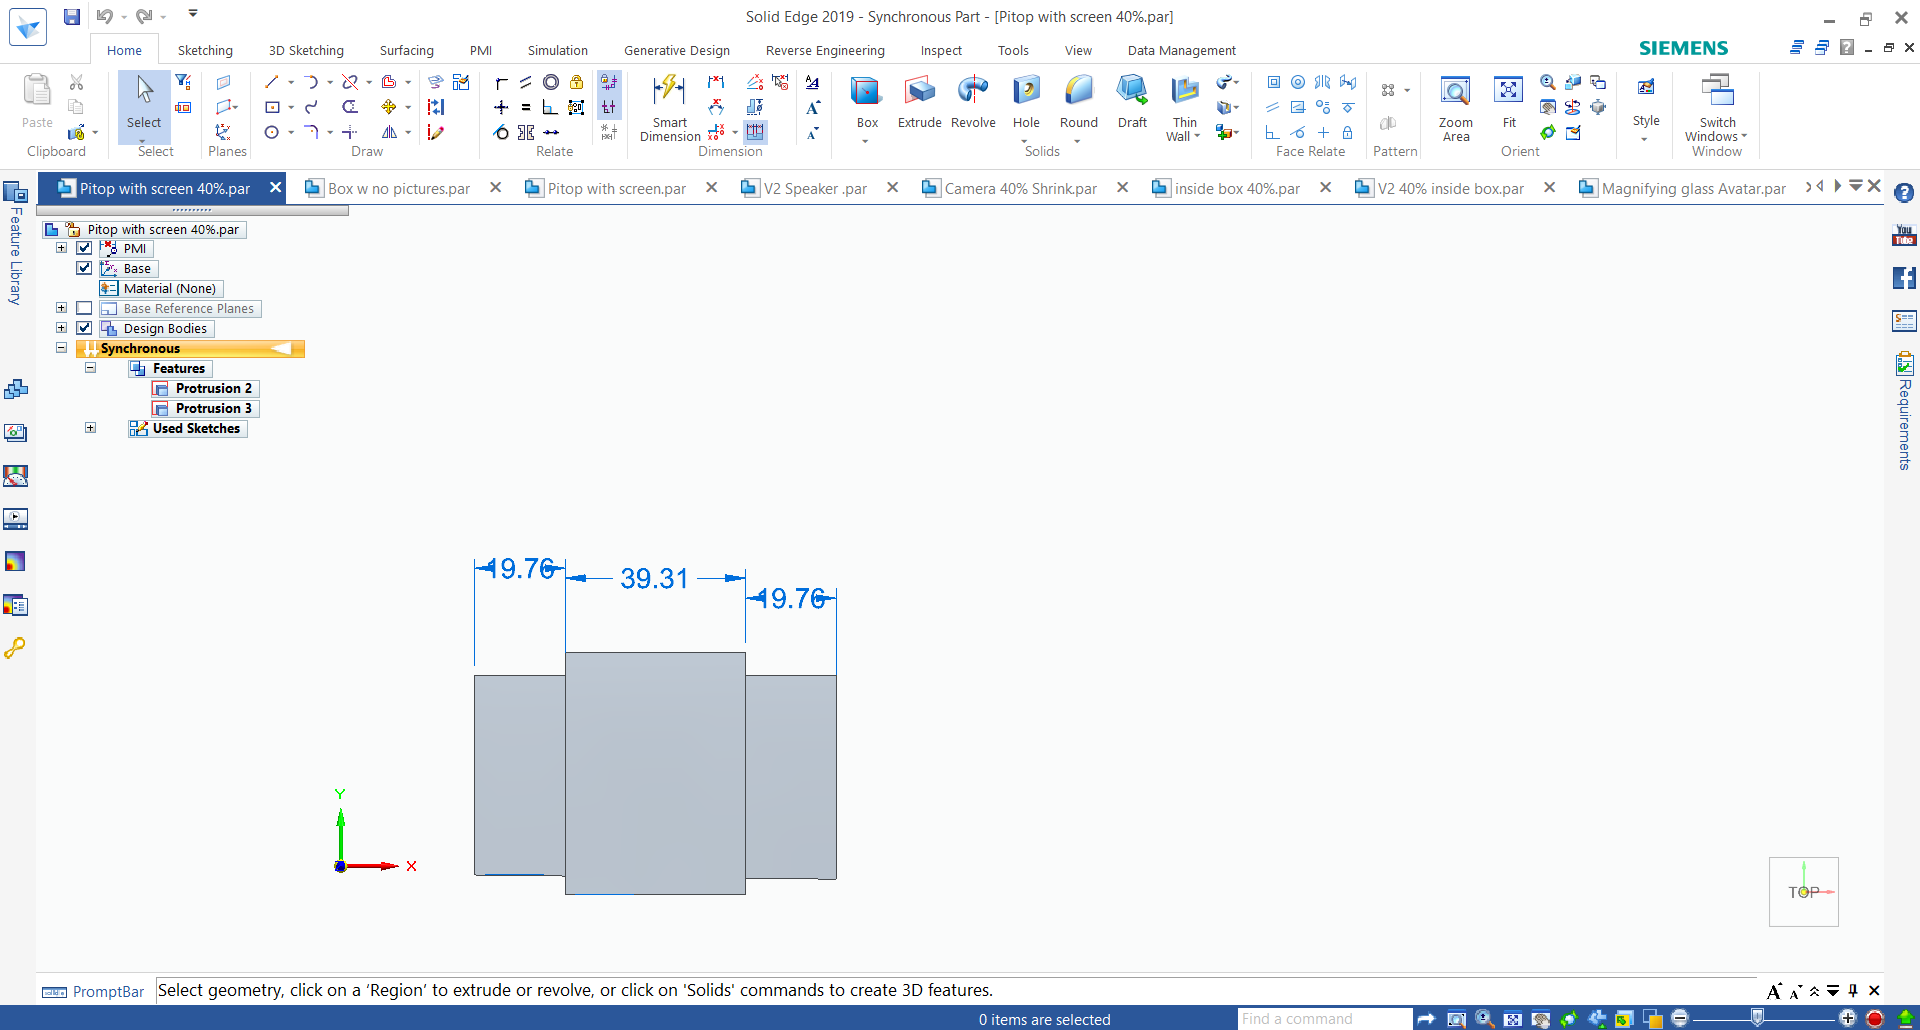 Solid Edge 2019 - Synchronous Part - [Pitop with screen 40%.par]
Home Sketching 3D Sketching Surfacing PMI Simulation Generative Design Reverse Engineering Inspect Tools View Data Management
SIEMENS
Paste
Clipboard
Select
Select
Planes
Draw
Relate
Smart Dimension
Dimension
Box Extrude Revolve Hole Round Draft Thin Wall
Solids
Face Relate
Pattern
Zoom Area Fit
Orient
Style
Switch Windows
Window
Pitop with screen 40%.par
Box w no pictures.par
Pitop with screen.par
V2 Speaker .par
Camera 40% Shrink.par
inside box 40%.par
V2 40% inside box.par
Magnifying glass Avatar.par
Feature Library
Pitop with screen 40%.par
PMI
Base
Material (None)
Base Reference Planes
Design Bodies
Synchronous
Features
Protrusion 2
Protrusion 3
Used Sketches
You Tube
Requirements
19.76
39.31
19.76
Y
X
TOP
PromptBar
Select geometry, click on a ‘Region’ to extrude or revolve, or click on 'Solids' commands to create 3D features.
0 items are selected
Find a command